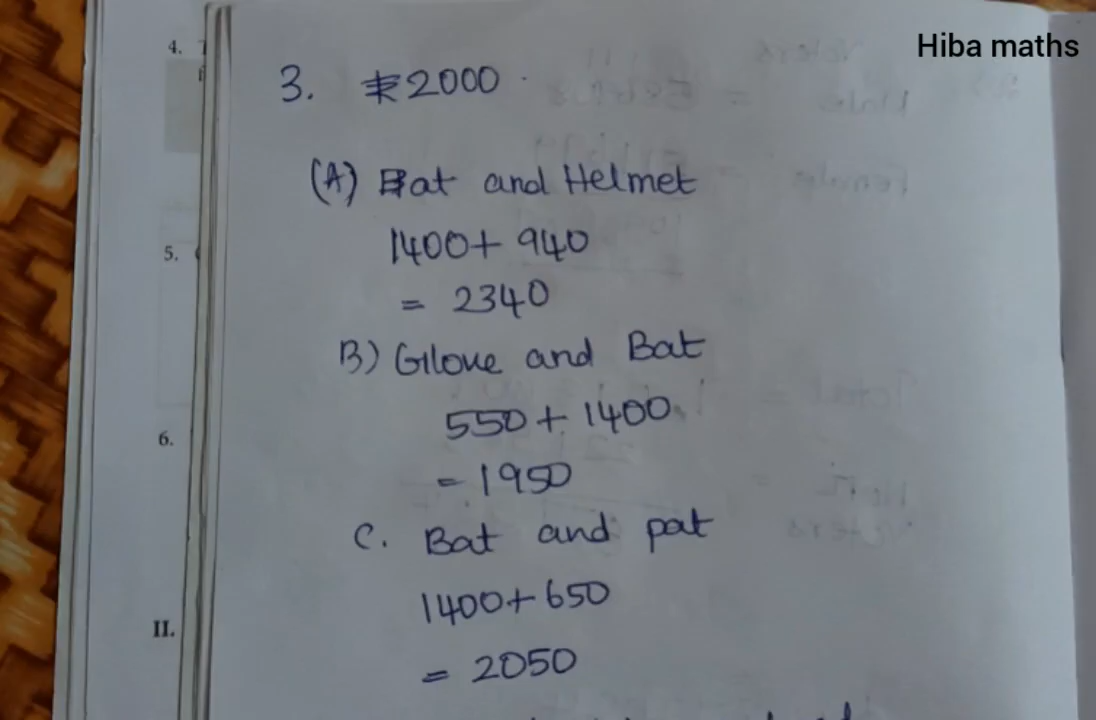 Hiba maths
4.
5.
6.
II.
3. ₹2000
(A) Bat and Helmet
1400+ 940
= 2340
B) Glove and Bat
550 + 1400
= 1950
C. Bat and pat
1400+650
= 2050